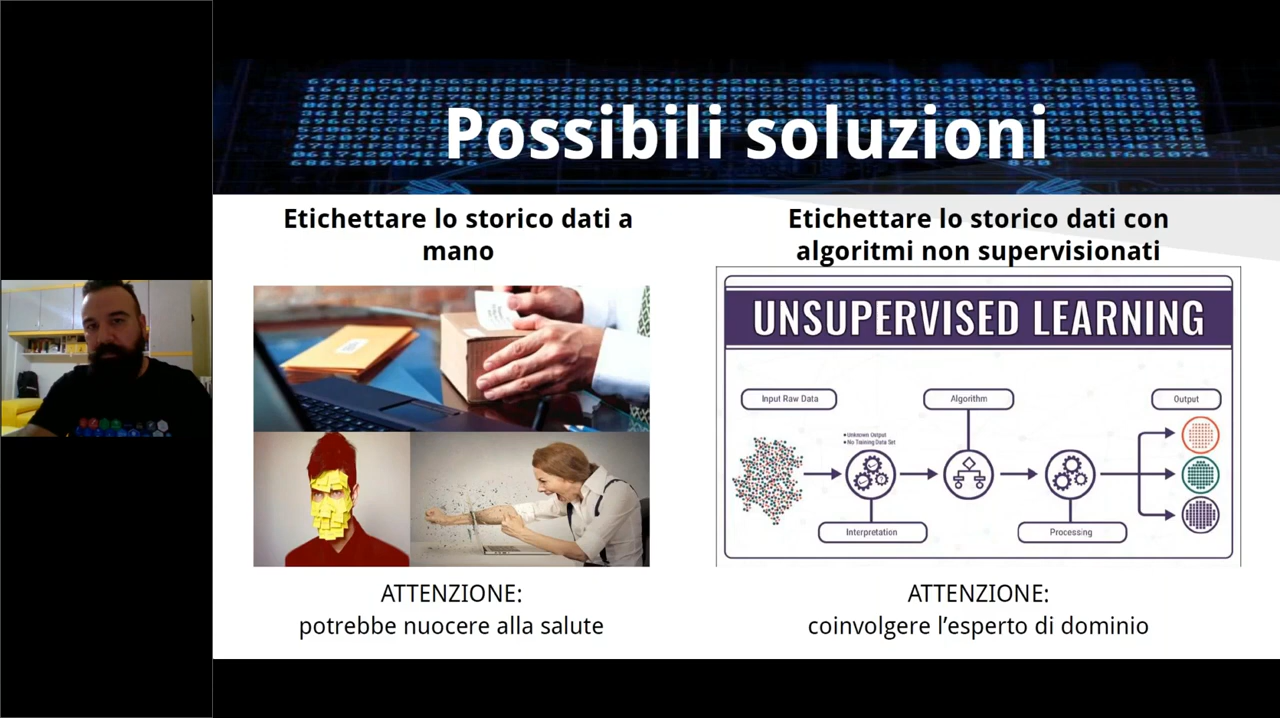 Possibili soluzioni
Etichettare lo storico dati a
mano
ATTENZIONE:
potrebbe nuocere alla salute
Etichettare lo storico dati con
algoritmi non supervisionati
UNSUPERVISED LEARNING
Input Raw Data
Algorithm
Output
• Unknown Output
• No Training Data Set
Interpretation
Processing
ATTENZIONE:
coinvolgere l’esperto di dominio